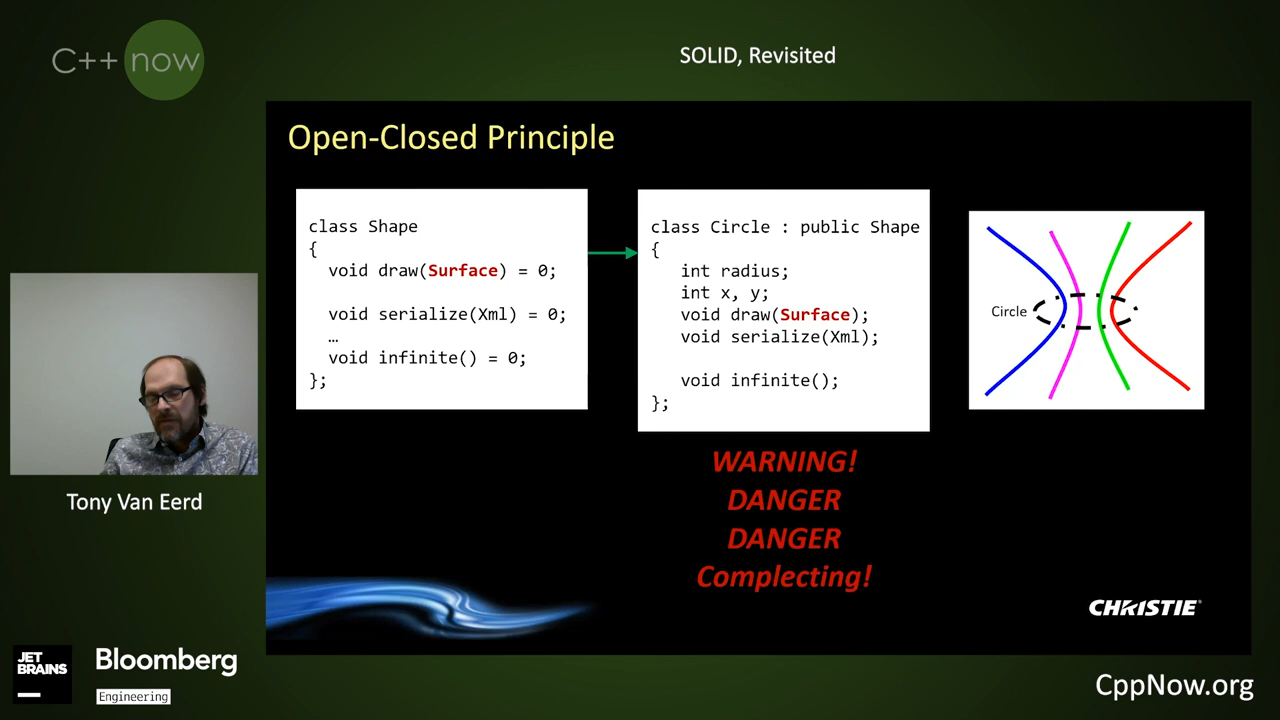 C++ now
SOLID, Revisited
Open-Closed Principle
class Shape
{
void draw(Surface) = 0;
void serialize(Xml) = 0;
…
void infinite() = 0;
};
class Circle : public Shape
{
int radius;
int x, y;
void draw(Surface);
void serialize(Xml);
void infinite();
};
Circle
WARNING!
DANGER
DANGER
Complecting!
CHRISTIE
Tony Van Eerd
JET
BRAINS
Bloomberg
Engineering
CppNow.org